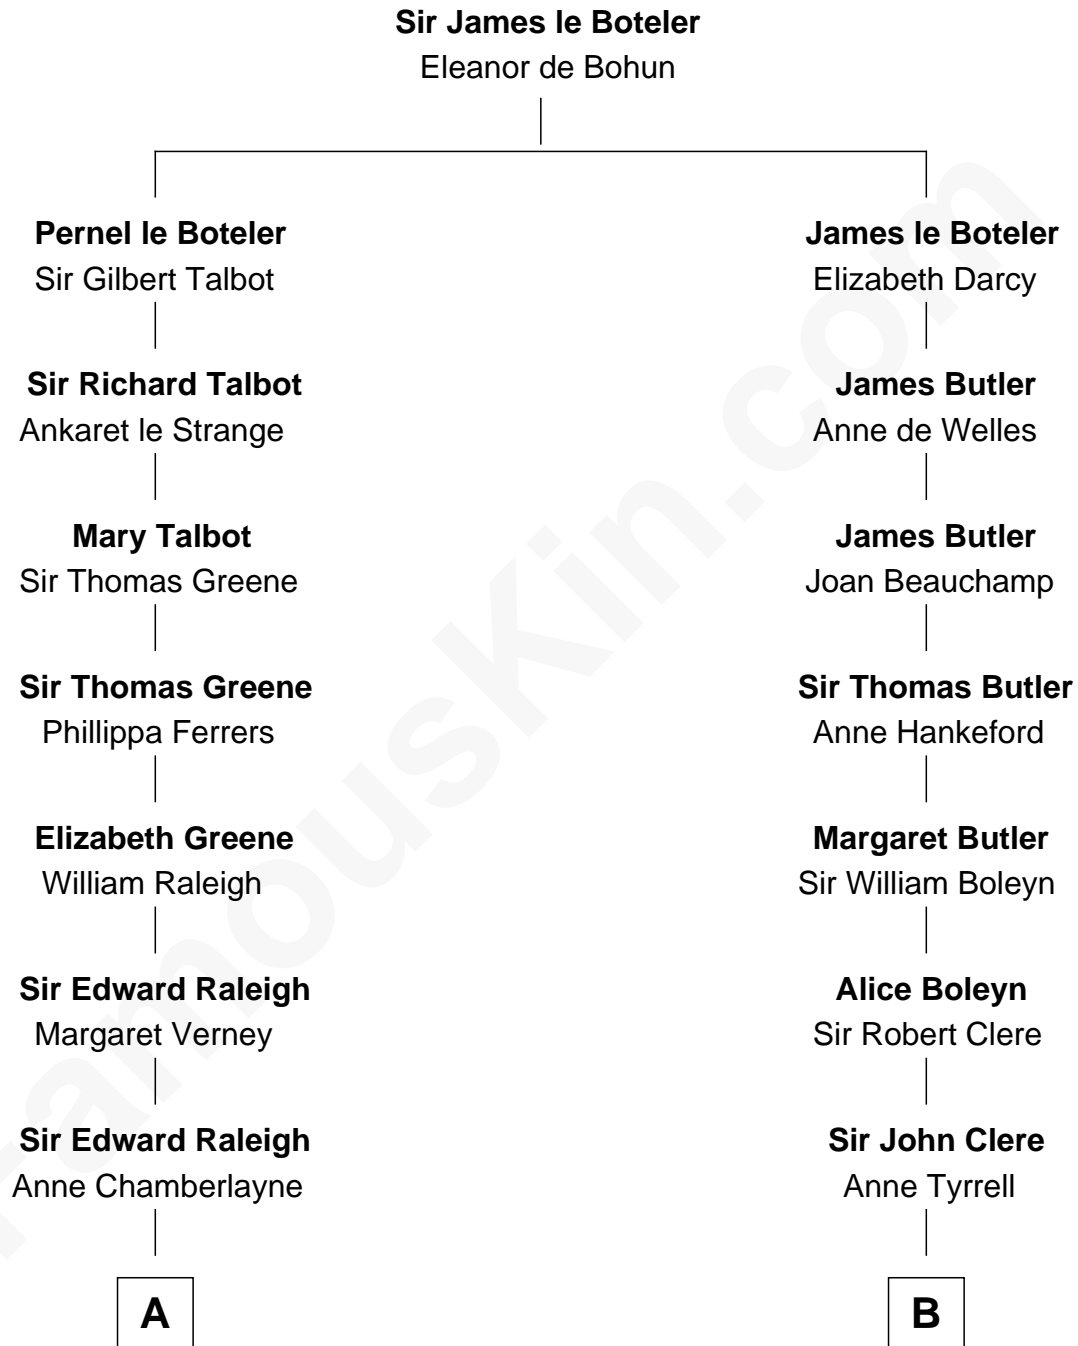 Sir James le Boteler
Eleanor de Bohun
Pernel le Boteler
Sir Gilbert Talbot
Sir Richard Talbot
Ankaret le Strange
Mary Talbot
Sir Thomas Greene
Sir Thomas Greene
Phillippa Ferrers
Elizabeth Greene
William Raleigh
Sir Edward Raleigh
Margaret Verney
Sir Edward Raleigh
Anne Chamberlayne
A
James le Boteler
Elizabeth Darcy
James Butler
Anne de Welles
James Butler
Joan Beauchamp
Sir Thomas Butler
Anne Hankeford
Margaret Butler
Sir William Boleyn
Alice Boleyn
Sir Robert Clere
Sir John Clere
Anne Tyrrell
B
FamousKin.com